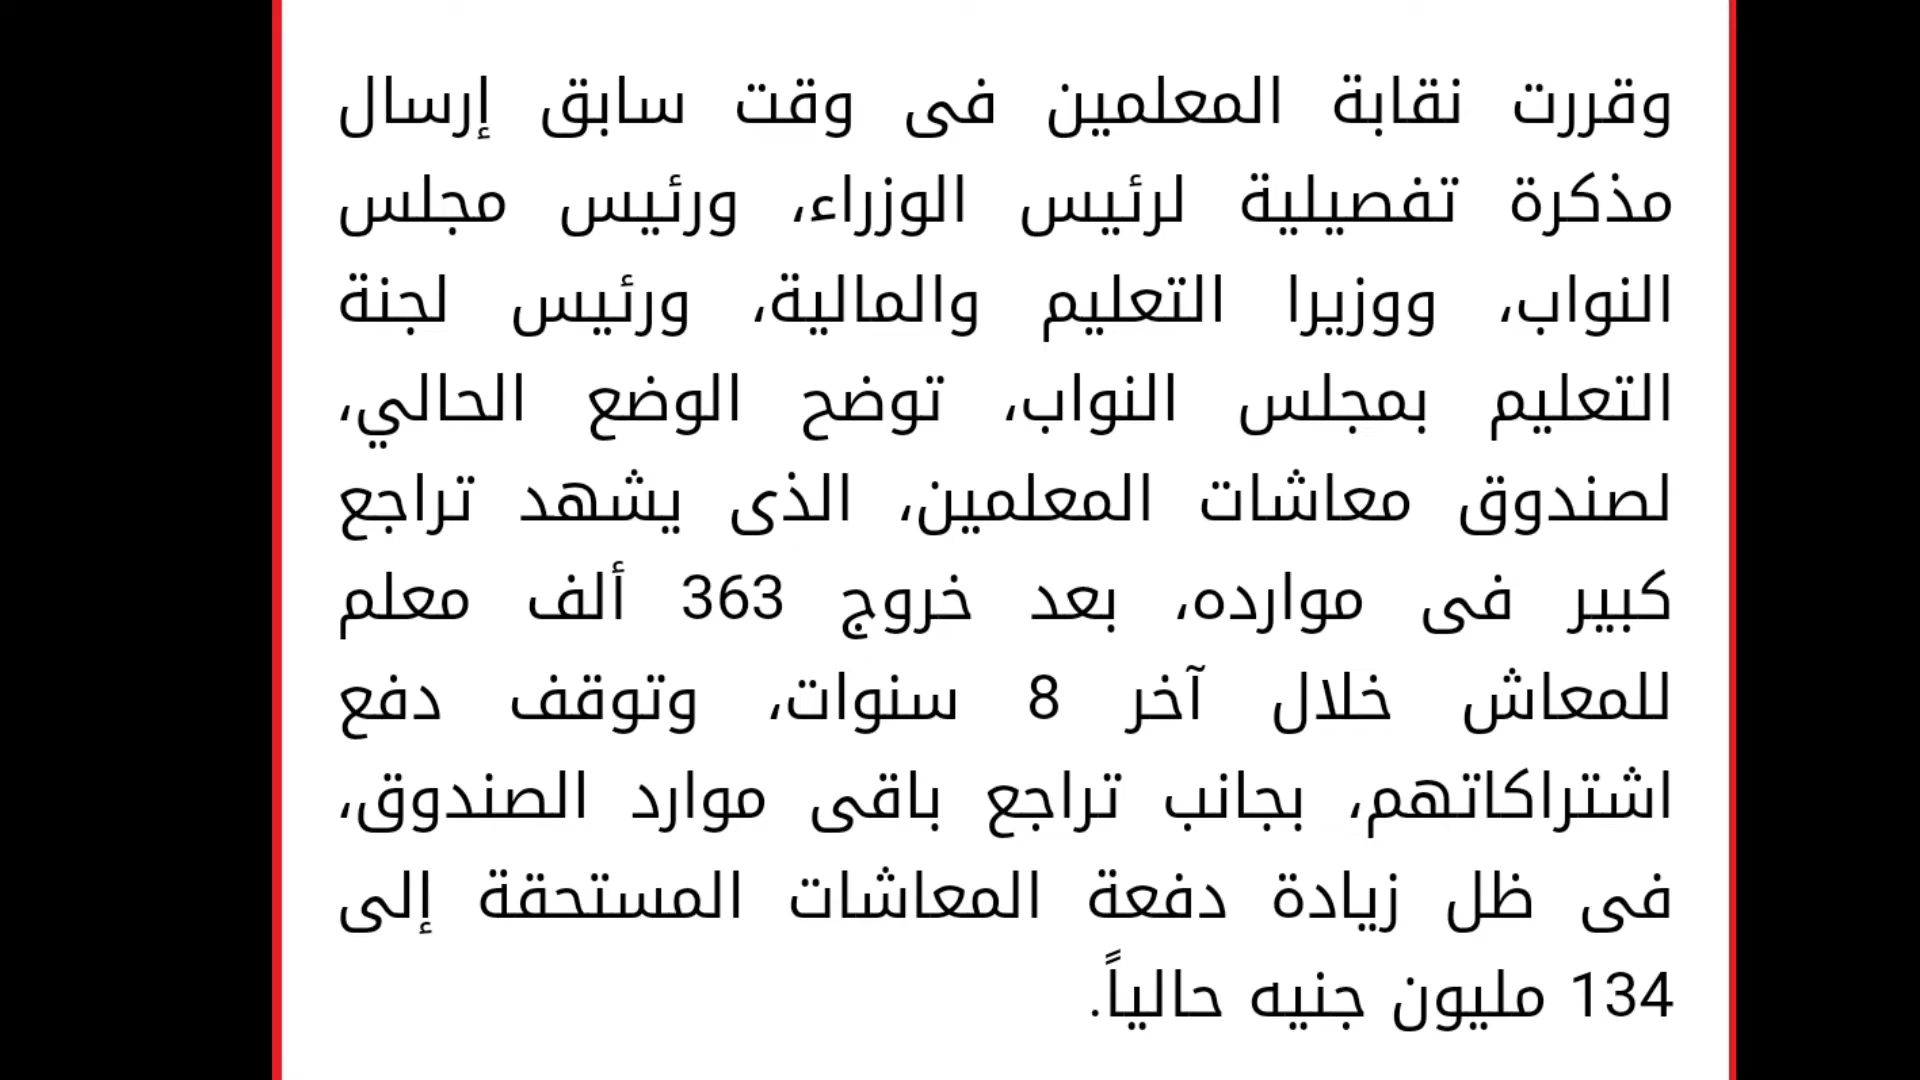 وقررت نقابة المعلمين فى وقت سابق إرسال
مذكرة تفصيلية لرئيس الوزراء، ورئيس مجلس
النواب، ووزيرا التعليم والمالية، ورئيس لجنة
التعليم بمجلس النواب، توضح الوضع الحالي،
لصندوق معاشات المعلمين، الذى يشهد تراجع
كبير فى موارده، بعد خروج 363 ألف معلم
للمعاش خلال آخر 8 سنوات، وتوقف دفع
اشتراكاتهم، بجانب تراجع باقى موارد الصندوق،
فى ظل زيادة دفعة المعاشات المستحقة إلى
134 مليون جنيه حالياً.